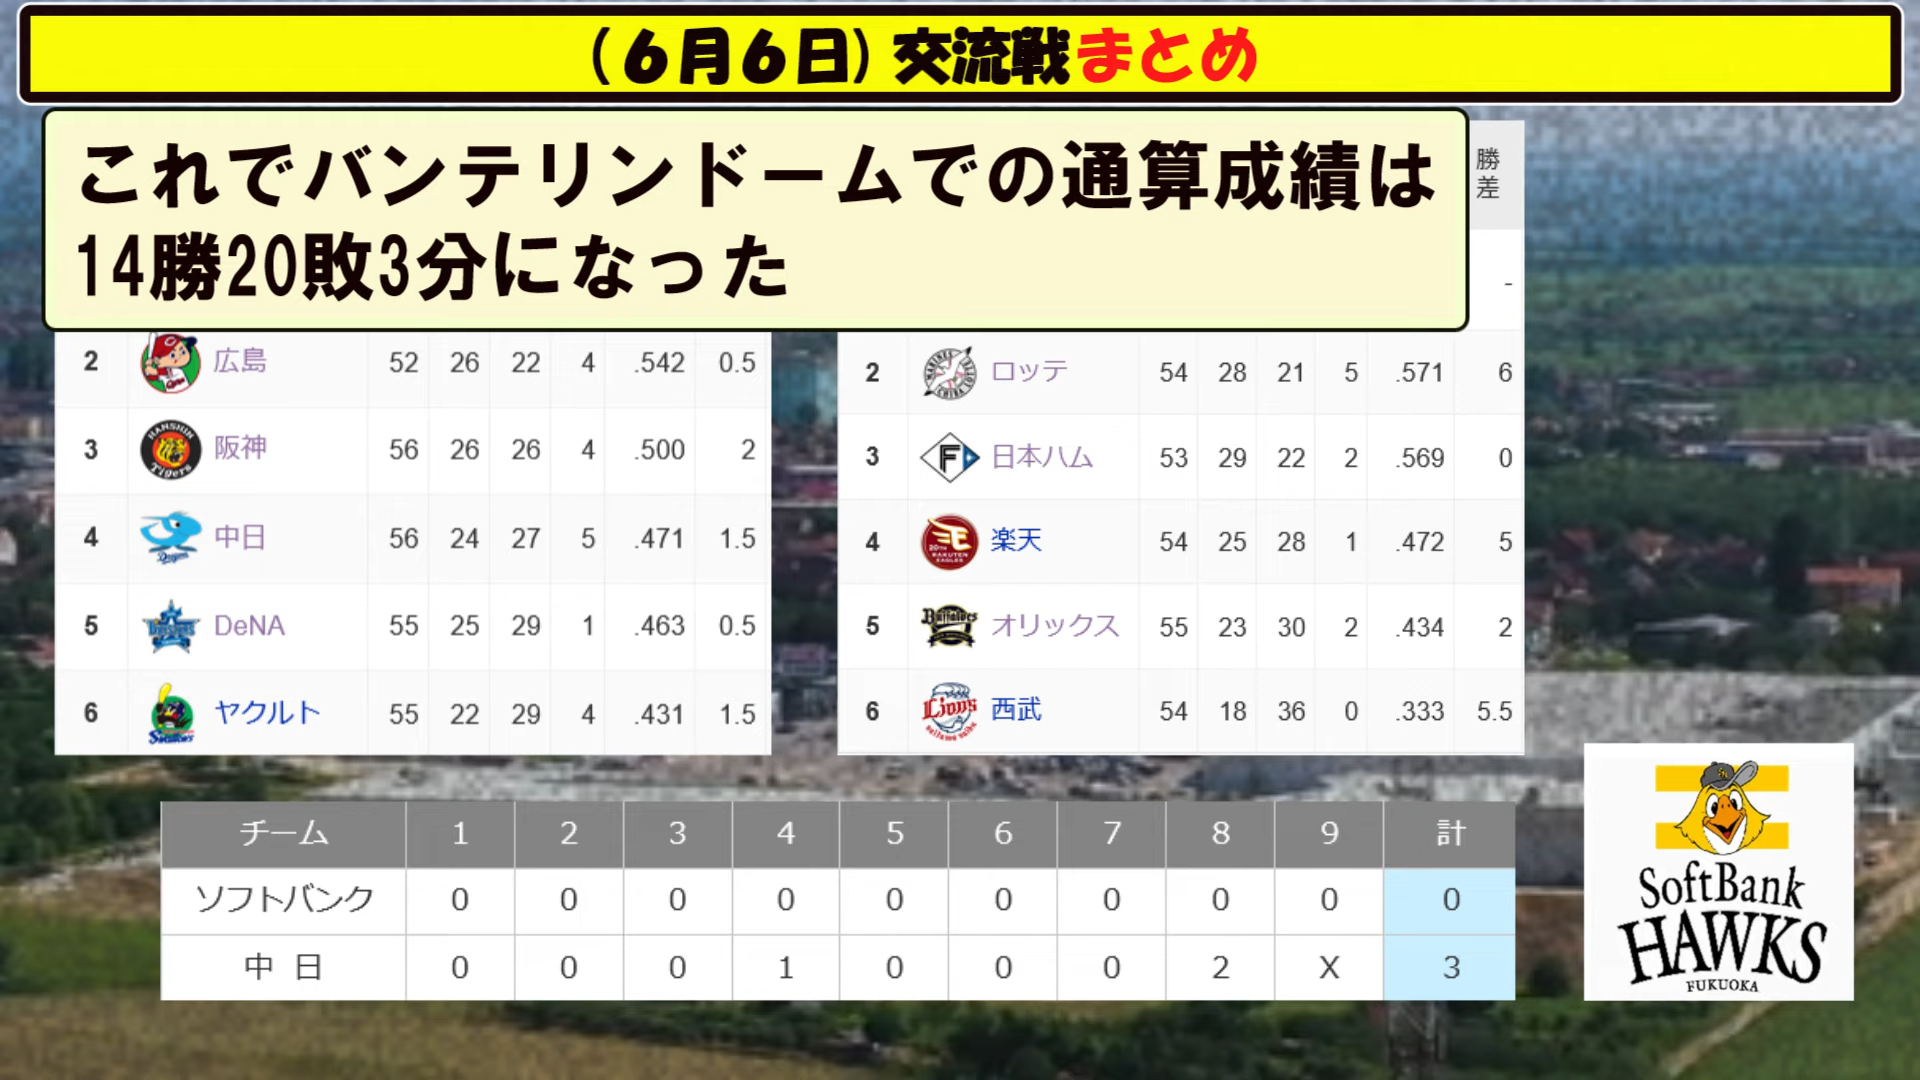 (6月6日)交流戦まとめ
これでバンテリンドームでの通算成績は
14勝20敗3分になった
勝
差
-
2 広島 52 26 22 4 .542 0.5
3 阪神 56 26 26 4 .500 2
4 中日 56 24 27 5 .471 1.5
5 DeNA 55 25 29 1 .463 0.5
6 ヤクルト 55 22 29 4 .431 1.5
2 ロッテ 54 28 21 5 .571 6
3 日本ハム 53 29 22 2 .569 0
4 楽天 54 25 28 1 .472 5
5 オリックス 55 23 30 2 .434 2
6 西武 54 18 36 0 .333 5.5
チーム 1 2 3 4 5 6 7 8 9 計
ソフトバンク 0 0 0 0 0 0 0 0 0 0
中 日 0 0 0 1 0 0 0 2 X 3
SoftBank
HAWKS
FUKUOKA